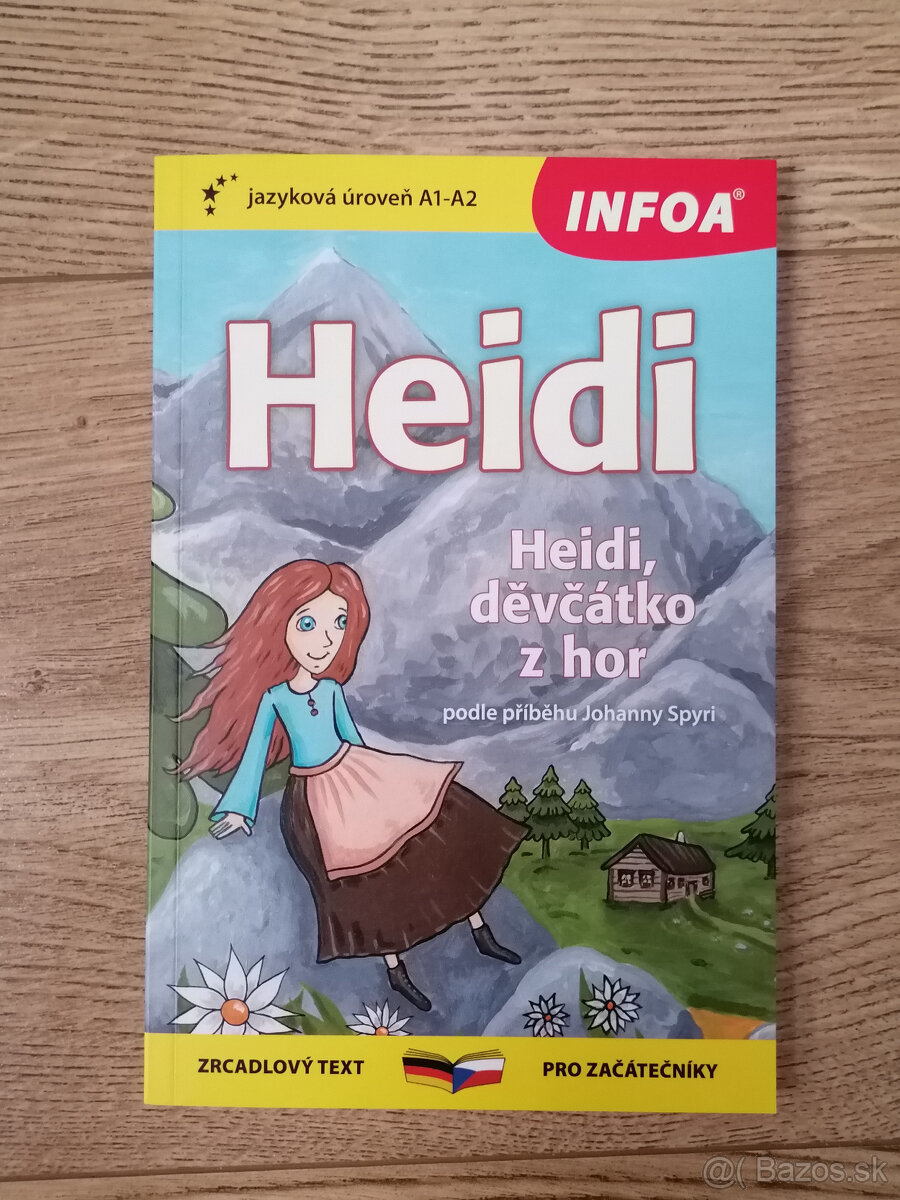 jazyková úroveň A1-A2
INFOA®
Heidi
Heidi,
děvčátko
z hor
podle příběhu Johanny Spyri
ZRCADLOVÝ TEXT
PRO ZAČÁTEČNÍKY
@( Bazos.sk